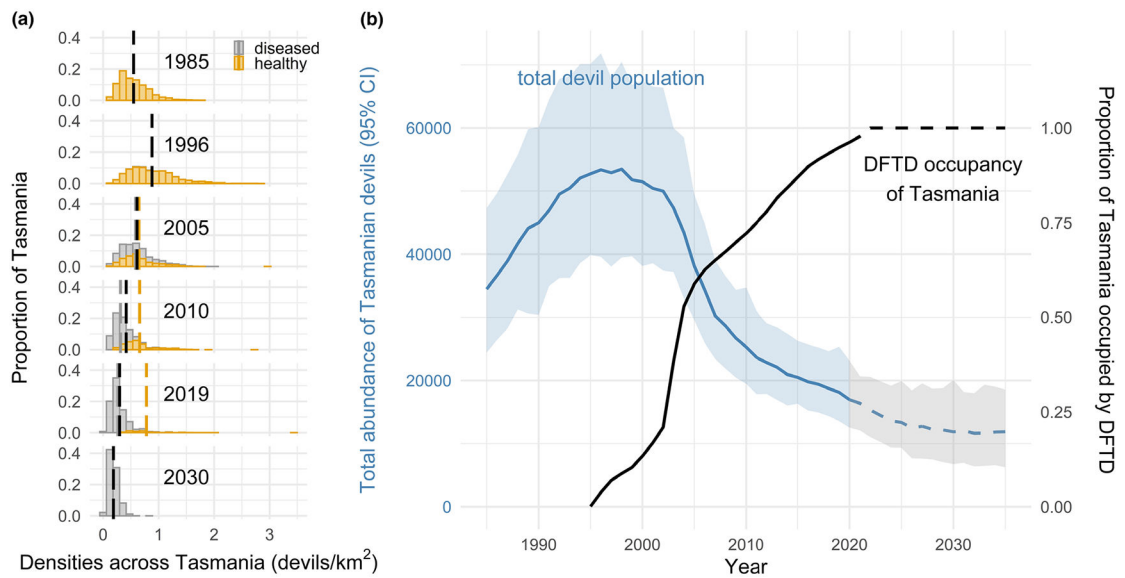 (a)
Proportion of Tasmania
0.4
0.2
0.0
1985
diseased
healthy
0.4
0.2
0.0
1996
0.4
0.2
0.0
2005
0.4
0.2
0.0
2010
0.4
0.2
0.0
2019
0.4
0.2
0.0
2030
0 1 2 3
Densities across Tasmania (devils/km²)
(b)
Total abundance of Tasmanian devils (95% CI)
60000
40000
20000
0
total devil population
DFTD occupancy
of Tasmania
1.00
0.75
0.50
0.25
0.00
Proportion of Tasmania occupied by DFTD
1990 2000 2010 2020 2030
Year